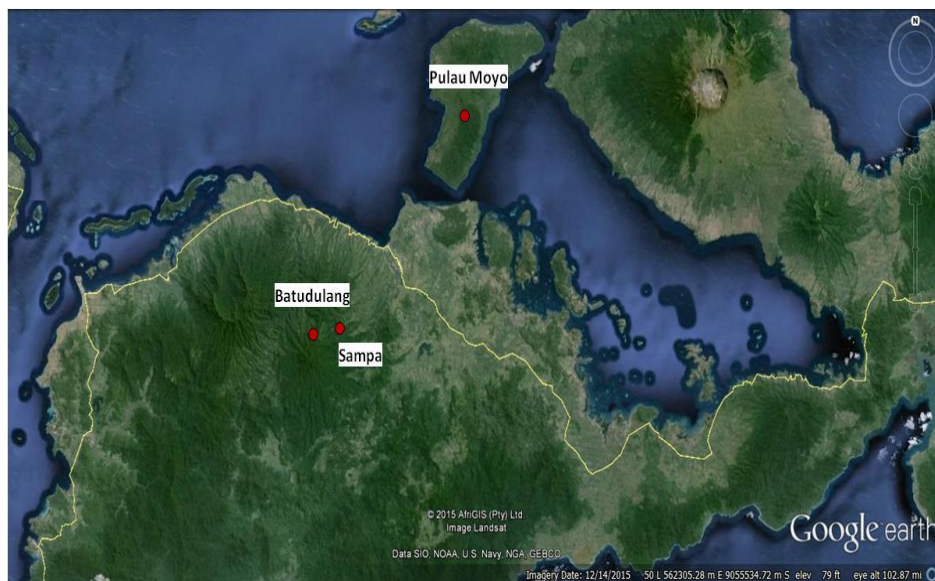 N
Pulau Moyo
Batudulang
Sampa
© 2015 AfriGIS (Pty) Ltd.
Image Landsat
Data SIO, NOAA, U.S. Navy, NGA, GEBCO
Google earth
Imagery Date: 12/14/2015 50 L 562305.28 m E 9055534.72 m S elev 79 ft eye alt 102.87 mi